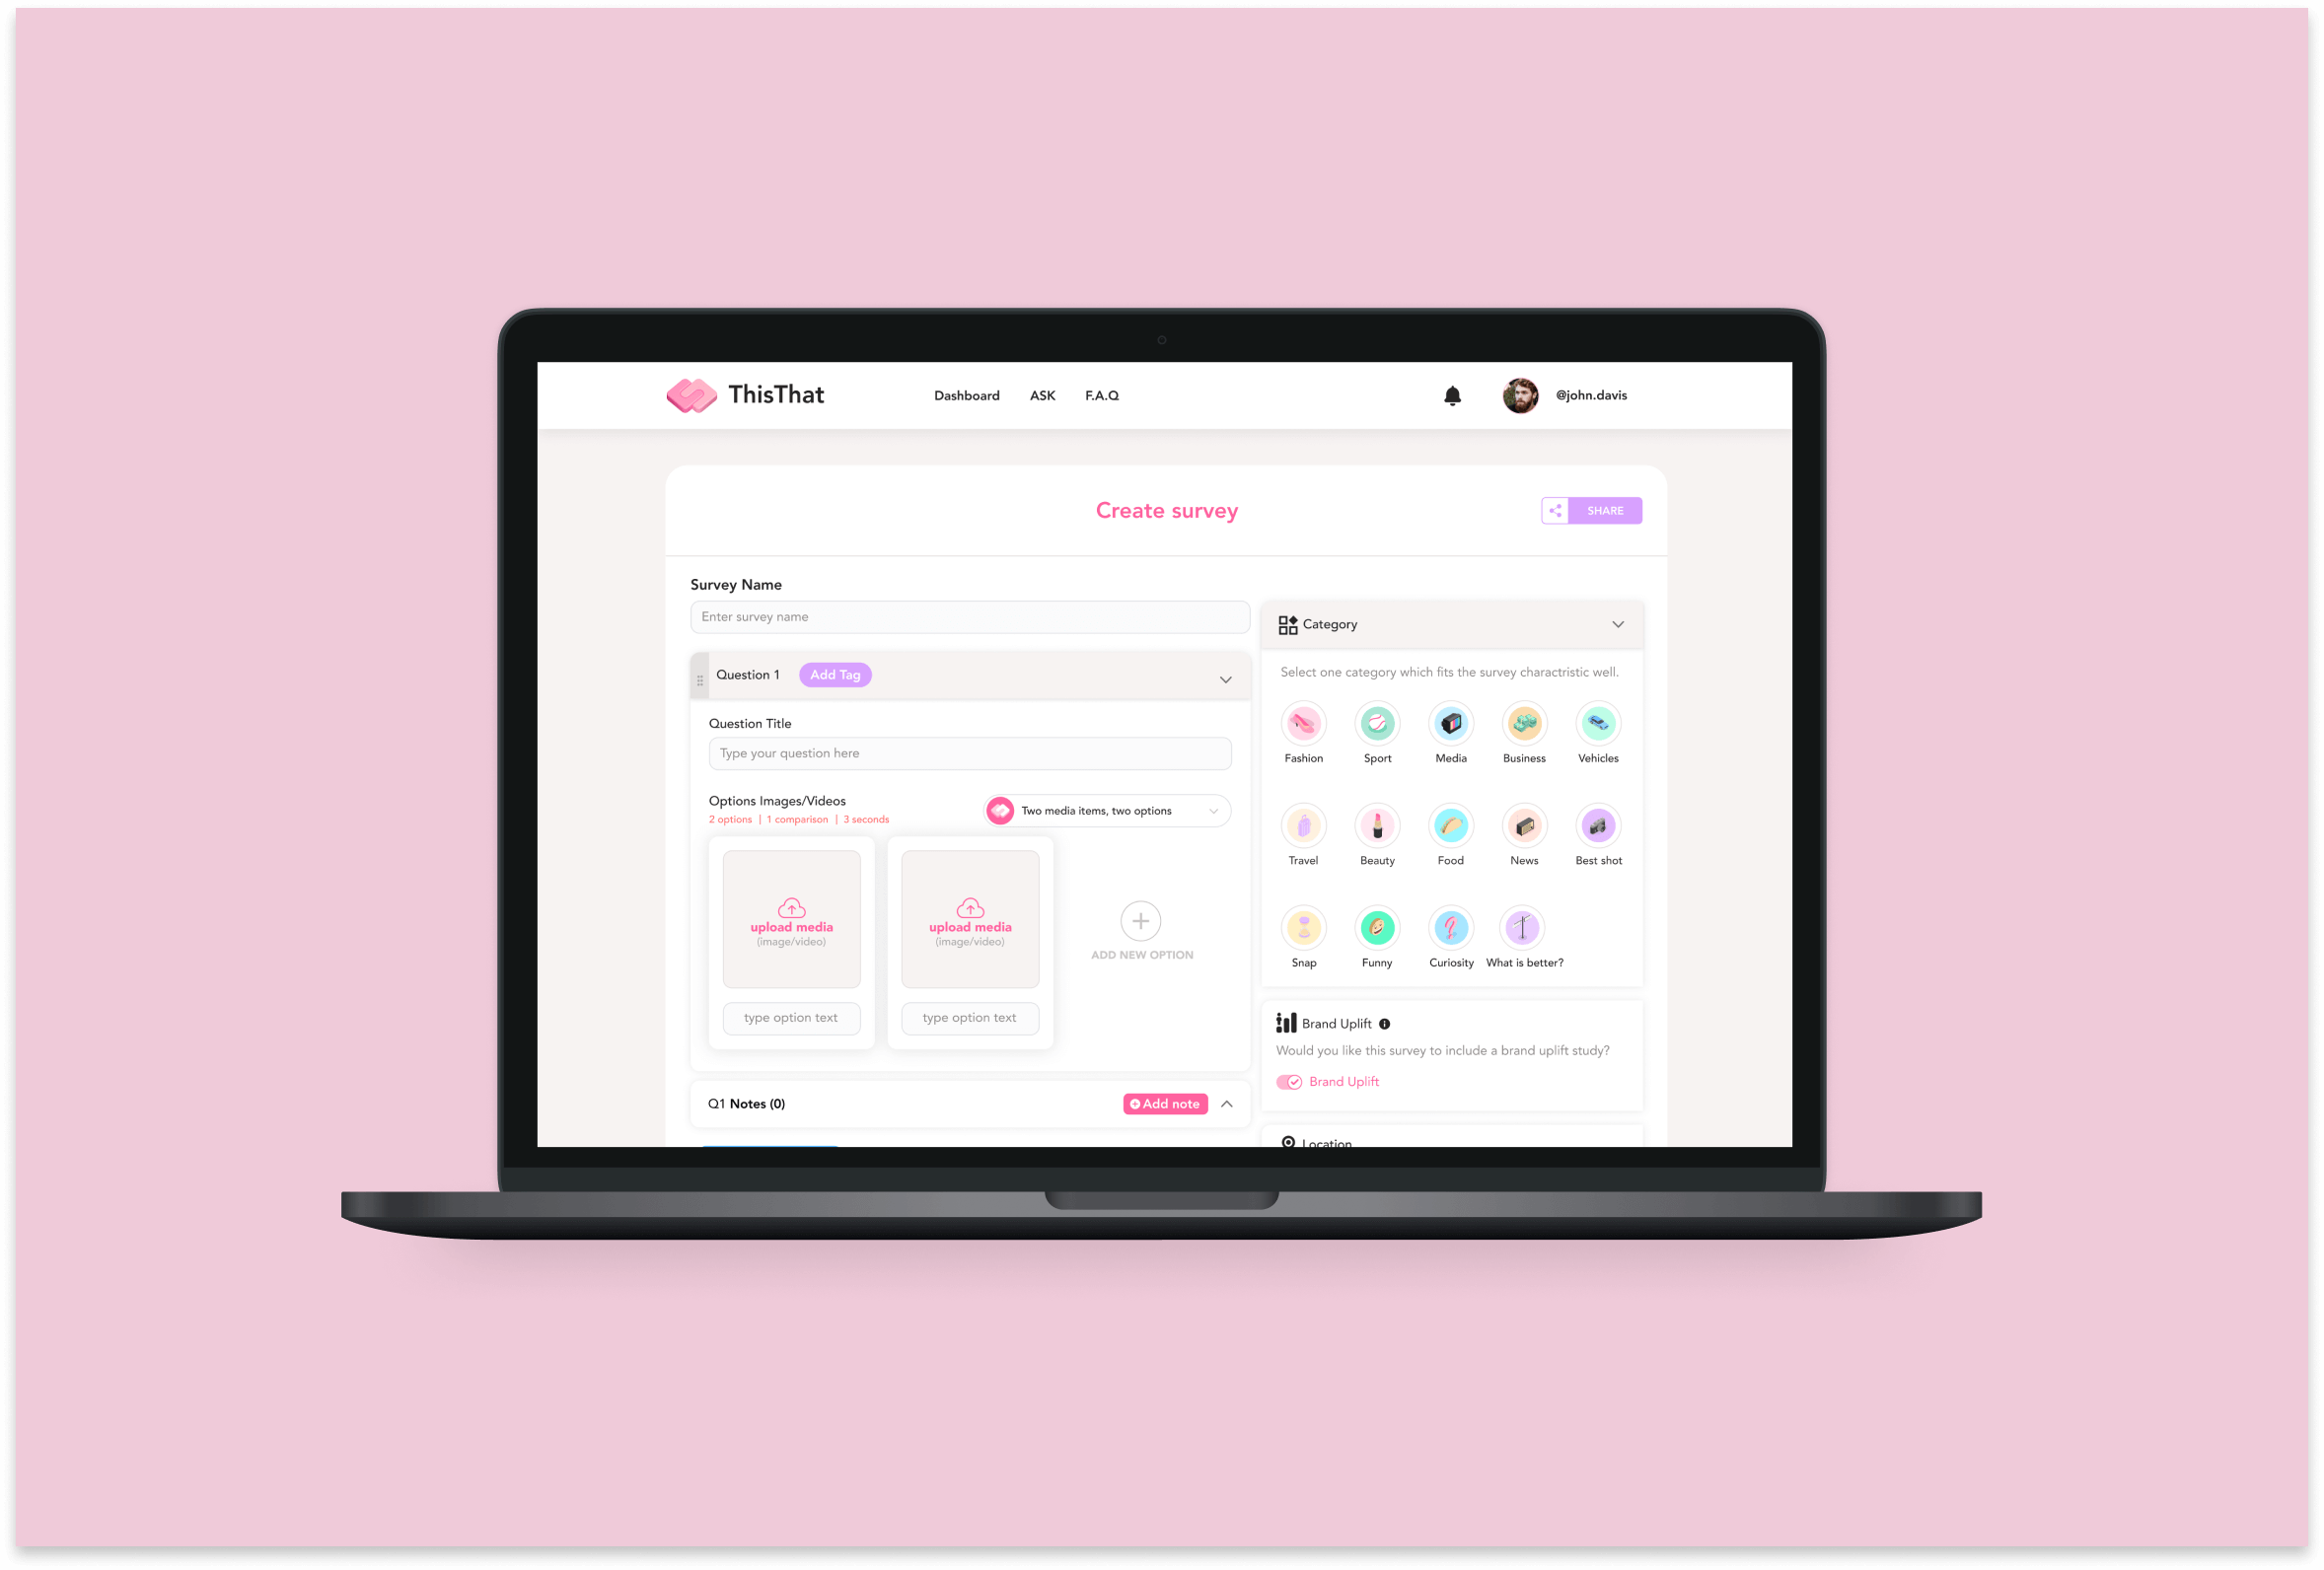 ThisThat
Dashboard ASK F.A.Q
@john.davis
Create survey
SHARE
Survey Name
Enter survey name
Question 1 Add Tag
Question Title
Type your question here
Options Images/Videos
2 options | 1 comparison | 3 seconds
Two media items, two options
upload media
(image/video)
type option text
upload media
(image/video)
type option text
ADD NEW OPTION
Q1 Notes (0)
Add note
Category
Select one category which fits the survey charactristic well.
Fashion Sport Media Business Vehicles
Travel Beauty Food News Best shot
Snap Funny Curiosity What is better?
Brand Uplift
Would you like this survey to include a brand uplift study?
Brand Uplift
Location